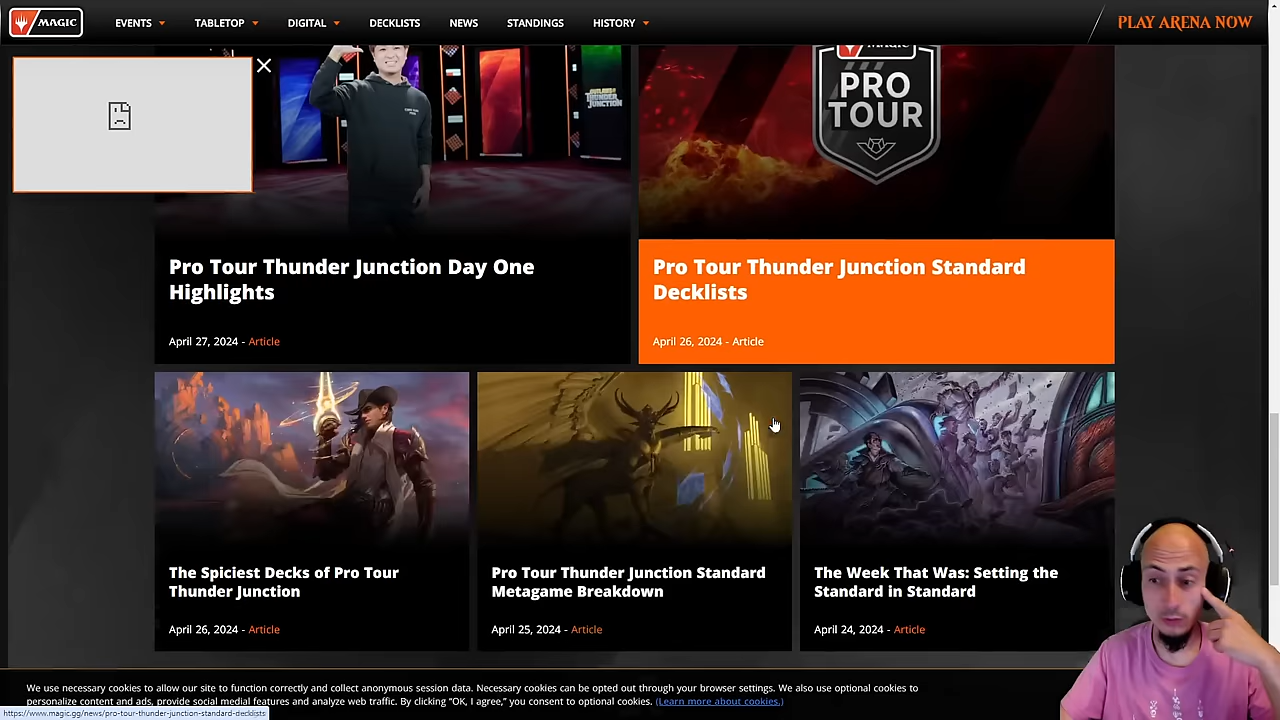 MAGIC
EVENTS
TABLETOP
DIGITAL
DECKLISTS
NEWS
STANDINGS
HISTORY
PLAY ARENA NOW
OUTLAWS of
THUNDER
JUNCTION
MAGIC
PRO
TOUR
Pro Tour Thunder Junction Day One
Highlights
April 27, 2024 - Article
Pro Tour Thunder Junction Standard
Decklists
April 26, 2024 - Article
The Spiciest Decks of Pro Tour
Thunder Junction
April 26, 2024 - Article
Pro Tour Thunder Junction Standard
Metagame Breakdown
April 25, 2024 - Article
The Week That Was: Setting the
Standard in Standard
April 24, 2024 - Article
We use necessary cookies to allow our site to function correctly and collect anonymous session data. Necessary cookies can be opted out through your browser settings. We also use optional cookies to
personalize content and ads, provide social medial features and analyze web traffic. By clicking “OK, I agree,” you consent to optional cookies. (Learn more about cookies.)
https://www.magic.gg/news/pro-tour-thunder-junction-standard-decklists